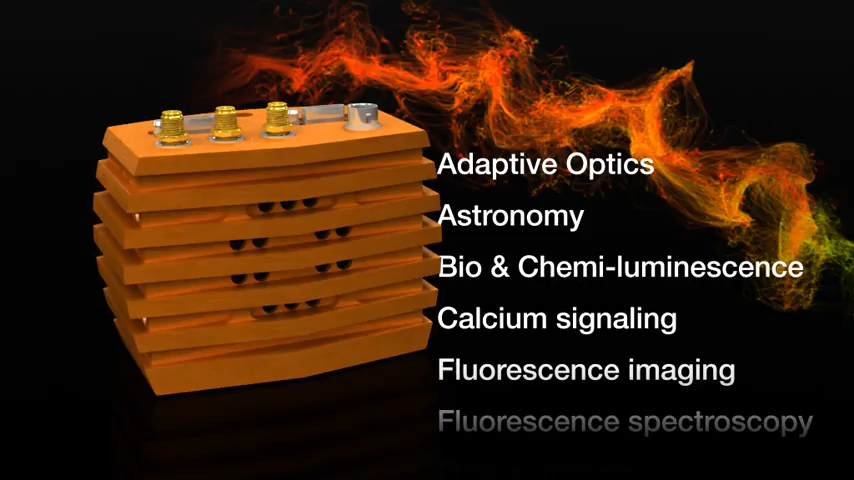 Adaptive Optics
Astronomy
Bio & Chemi-luminescence
Calcium signaling
Fluorescence imaging
Fluorescence spectroscopy